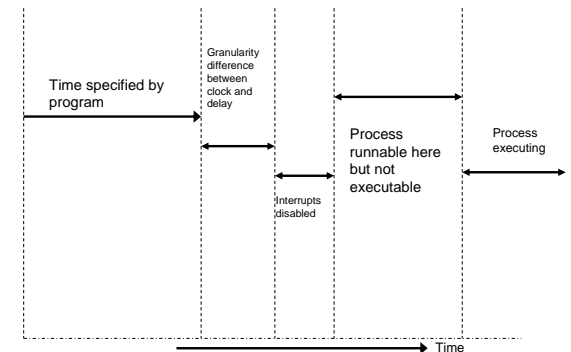 Time specified by
program
Granularity
difference
between
clock and
delay
Interrupts
disabled
Process
runnable here
but not
executable
Process
executing
Time